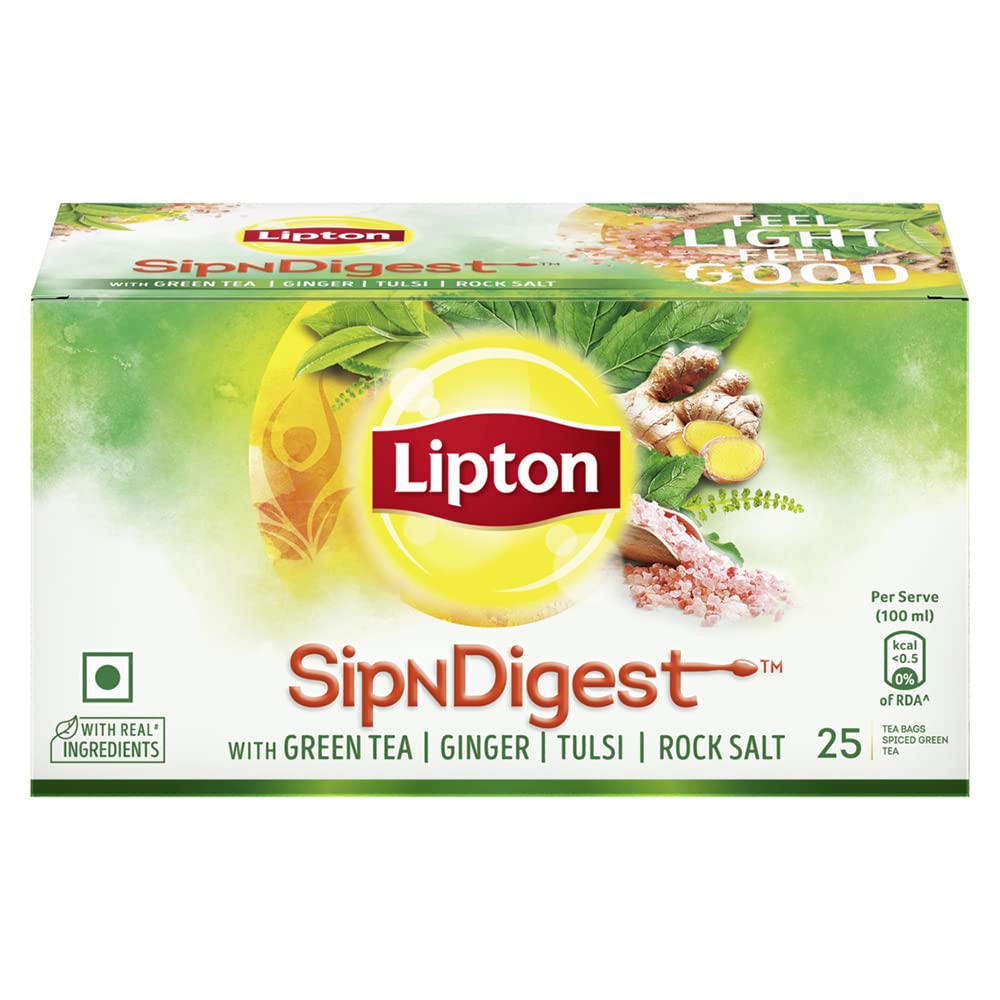 Lipton
SipNDigest™
WITH GREEN TEA | GINGER | TULSI | ROCK SALT
FEEL
LIGHT
FEEL
GOOD
Lipton
SipNDigest™
WITH GREEN TEA | GINGER | TULSI | ROCK SALT
WITH REAL#
INGREDIENTS
Per Serve
(100 ml)
kcal
<0.5
0%
of RDA^
25
TEA BAGS
SPICED GREEN
TEA